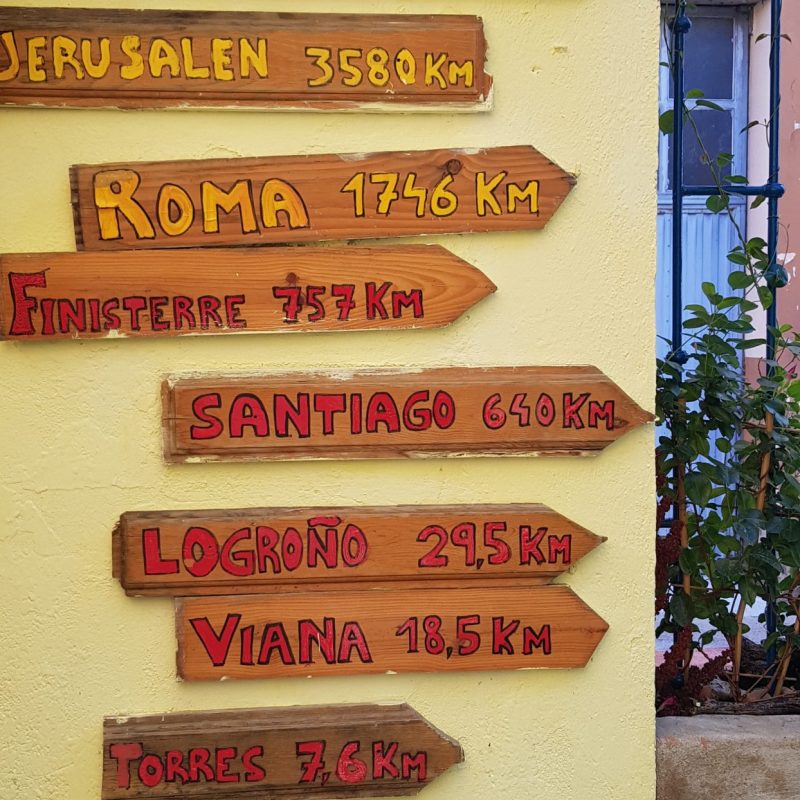 JERUSALEN 3580 KM
ROMA 1746 KM
FINISTERRE 757 KM
SANTIAGO 640 KM
LOGROÑO 29,5 KM
VIANA 18,5 KM
TORRES 7,6 KM